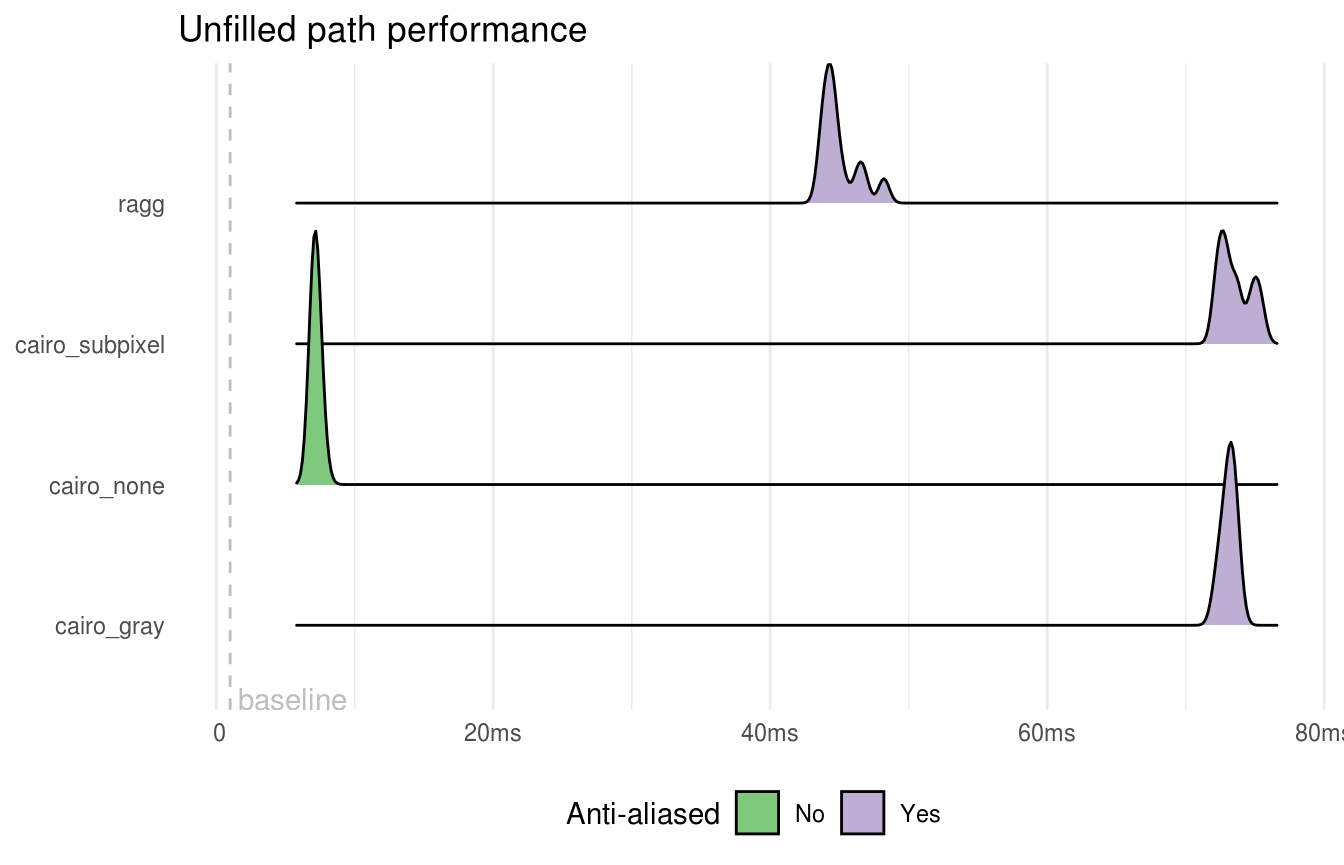 Unfilled path performance
ragg
cairo_subpixel
cairo_none
cairo_gray
baseline
0 20ms 40ms 60ms 80ms
Anti-aliased No Yes